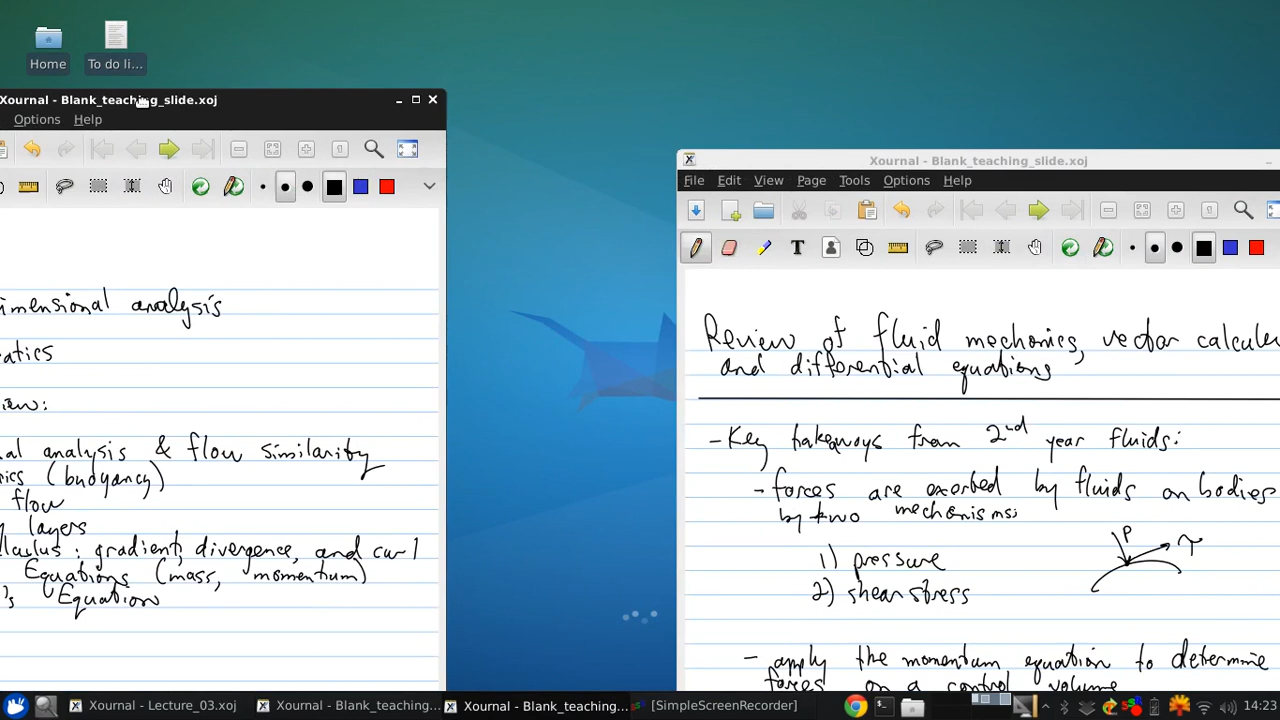 Home
To do li...
Xournal - Blank_teaching_slide.xoj
Options Help
imensional analysis
atics
iew:
al analysis & flow similarity
ics (buoyancy)
flow
layers
lculus : gradient, divergence, and curl
Equations (mass, momentum)
's Equation
Xournal - Blank_teaching_slide.xoj
File Edit View Page Tools Options Help
Review of fluid mechanics, vector calculu
and differential equations
- Key takeways from 2nd year fluids:
- forces are exerted by fluids on bodies
by two mechanisms:
1) pressure
2) shear stress
P
τ
- apply the momentum equation to determine
forces on a control volume
Xournal - Lecture_03.xoj
Xournal - Blank_teaching...
Xournal - Blank_teaching...
[SimpleScreenRecorder]
14:23